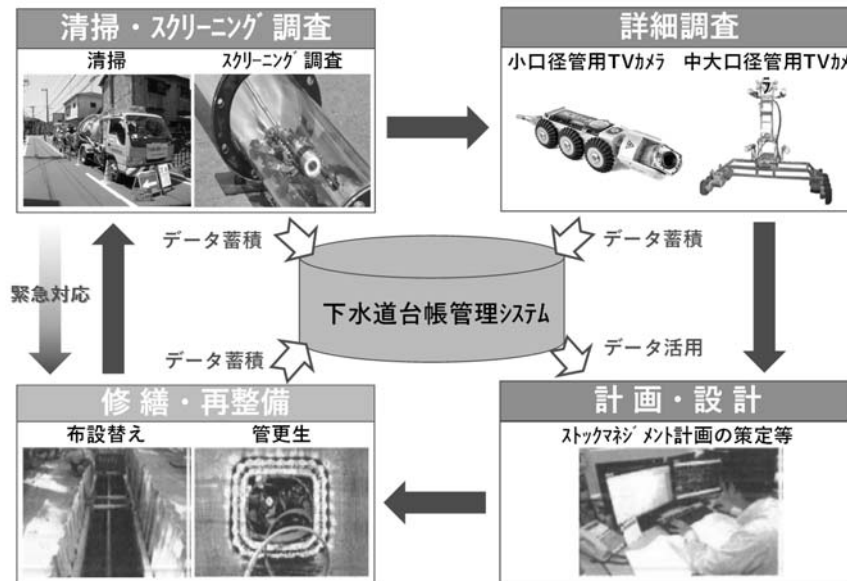 清掃・スクリーニング調査
清掃
スクリーニング調査
詳細調査
小口径管用TVカメラ
中大口径管用TVカメ
データ蓄積
データ蓄積
緊急対応
下水道台帳管理システム
データ蓄積
データ活用
修繕・再整備
布設替え
管更生
計画・設計
ストックマネジメント計画の策定等